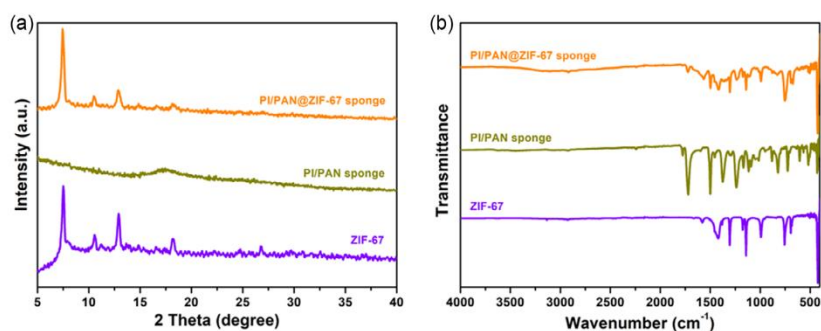 (a)
PI/PAN@ZIF-67 sponge
PI/PAN sponge
ZIF-67
Intensity (a.u.)
5 10 15 20 25 30 35 40
2 Theta (degree)
(b)
PI/PAN@ZIF-67 sponge
PI/PAN sponge
ZIF-67
Transmittance
4000 3500 3000 2500 2000 1500 1000 500
Wavenumber (cm⁻¹)